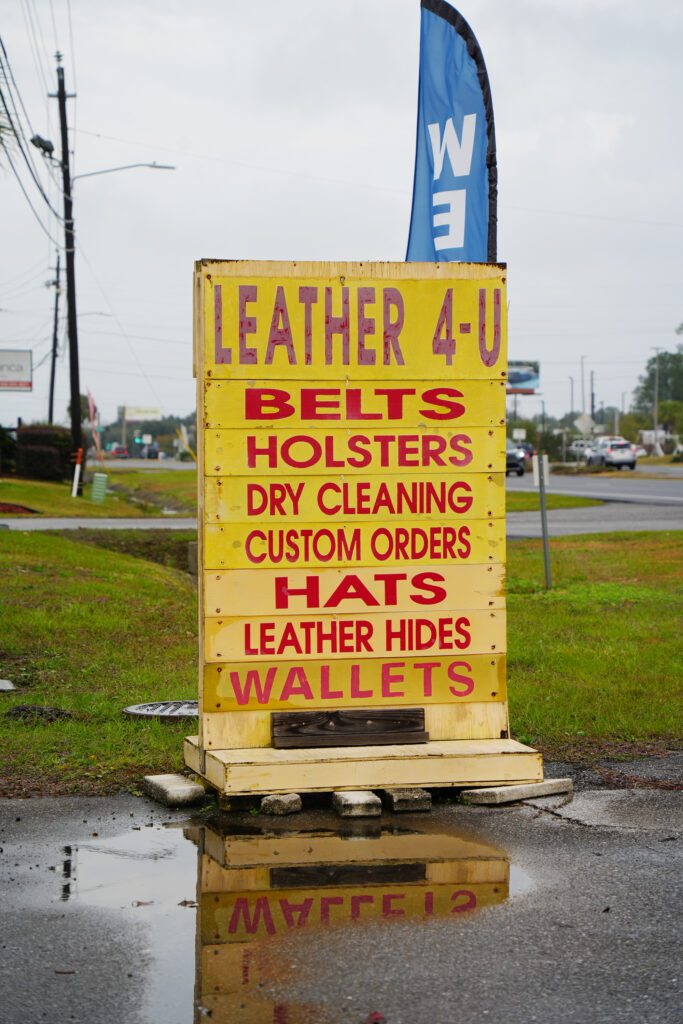 W
E
LEATHER 4-U
BELTS
HOLSTERS
DRY CLEANING
CUSTOM ORDERS
HATS
LEATHER HIDES
WALLETS